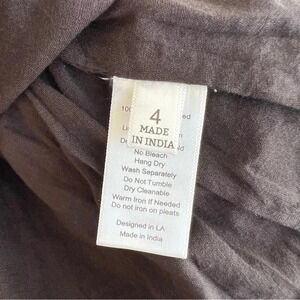 4
MADE
IN INDIA
No Bleach
Hang Dry
Wash Separately
Do Not Tumble
Dry Cleanable
Warm Iron If Needed
Do not iron on pleats
Designed in LA
Made in India